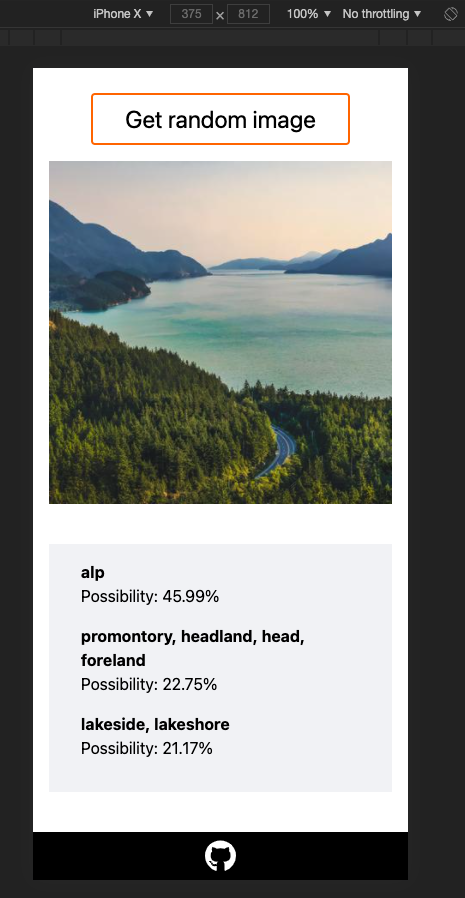 iPhone X ▼ 375 × 812 100% ▼ No throttling ▼
Get random image
alp
Possibility: 45.99%
promontory, headland, head,
foreland
Possibility: 22.75%
lakeside, lakeshore
Possibility: 21.17%